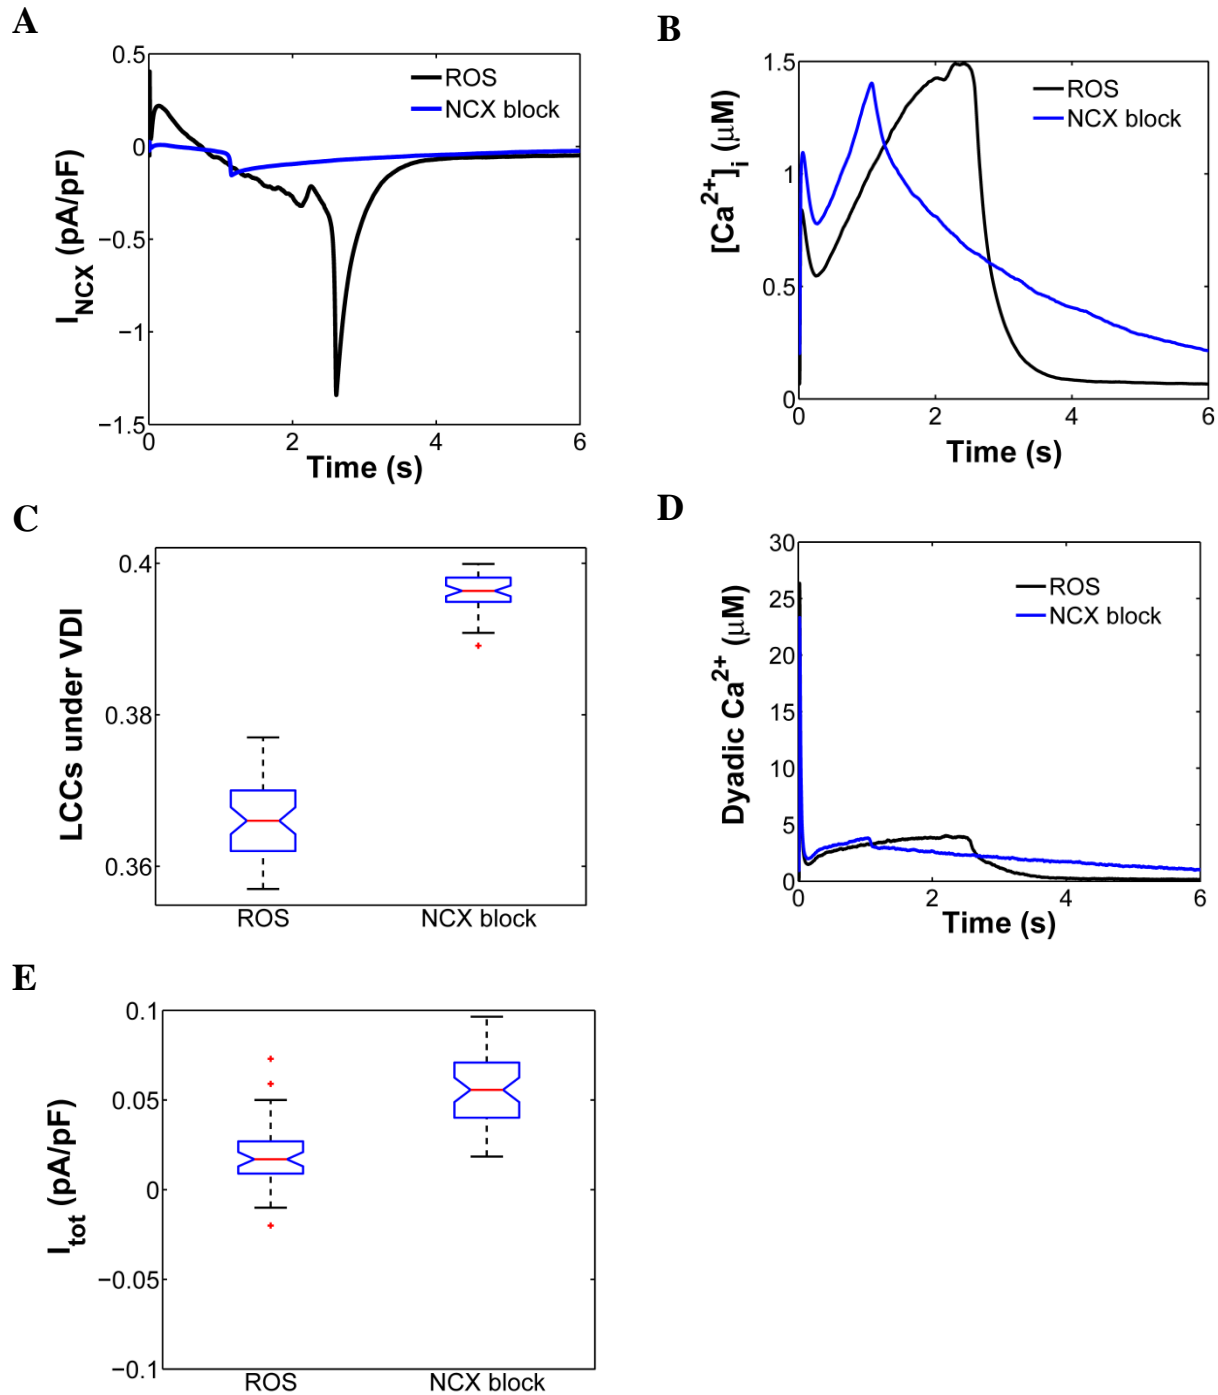 A
0.5
0
−0.5
−1
−1.5
I_NCX (pA/pF)
ROS
NCX block
0
2
4
6
Time (s)
B
1.5
1
0.5
0
[Ca²⁺]ᵢ (μM)
ROS
NCX block
0
2
4
6
Time (s)
C
0.4
0.38
0.36
LCCs under VDI
ROS
NCX block
D
30
25
20
15
10
5
0
Dyadic Ca²⁺ (μM)
ROS
NCX block
0
2
4
6
Time (s)
E
0.1
0.05
0
−0.05
−0.1
I_tot (pA/pF)
ROS
NCX block